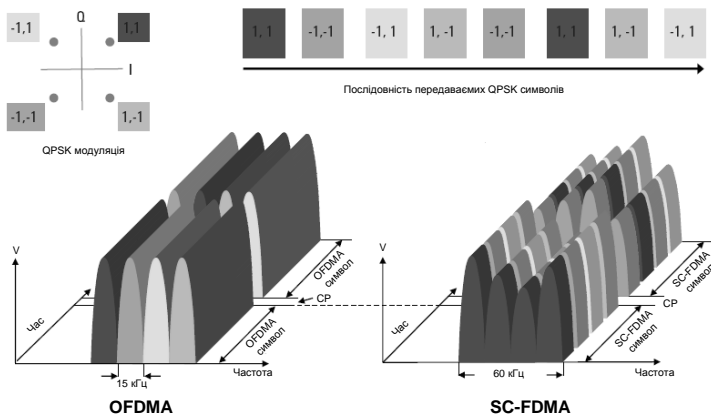 Q
-1,1
1,1
I
-1,-1
1,-1
QPSK модуляція
1, 1
-1,-1
-1, 1
1, -1
-1,-1
1, 1
1, -1
-1, 1
Послідовність передаваємих QPSK символів
V
Час
OFDMA
символ
CP
OFDMA
символ
15 кГц
Частота
OFDMA
V
Час
SC-FDMA
символ
CP
SC-FDMA
символ
60 кГц
Частота
SC-FDMA